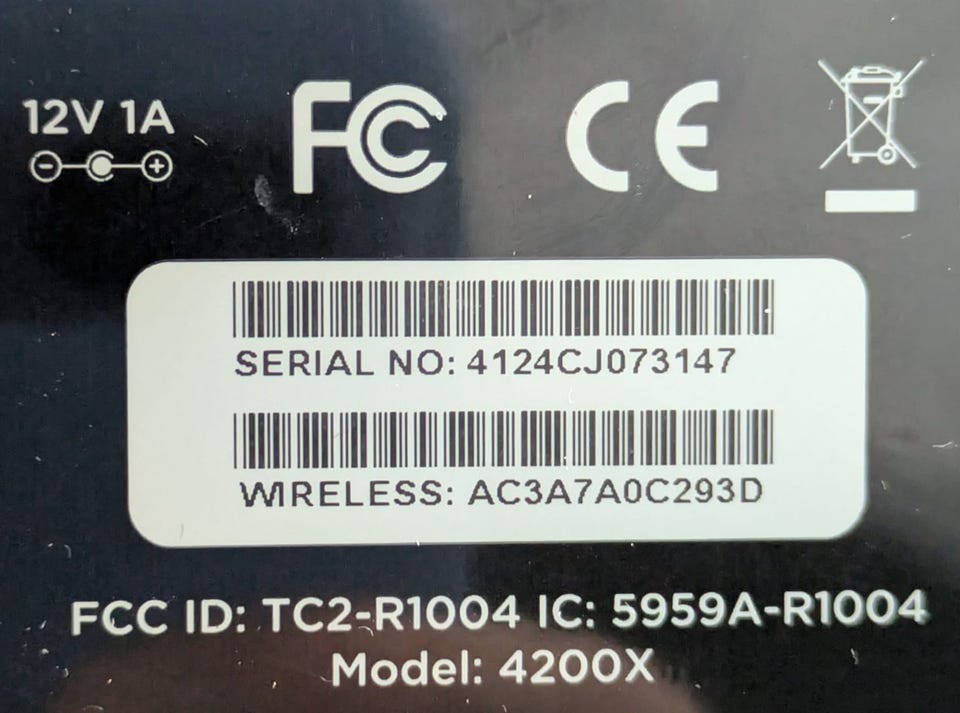 12V 1A
FC CE
SERIAL NO: 4124CJ073147
WIRELESS: AC3A7A0C293D
FCC ID: TC2-R1004 IC: 5959A-R1004
Model: 4200X